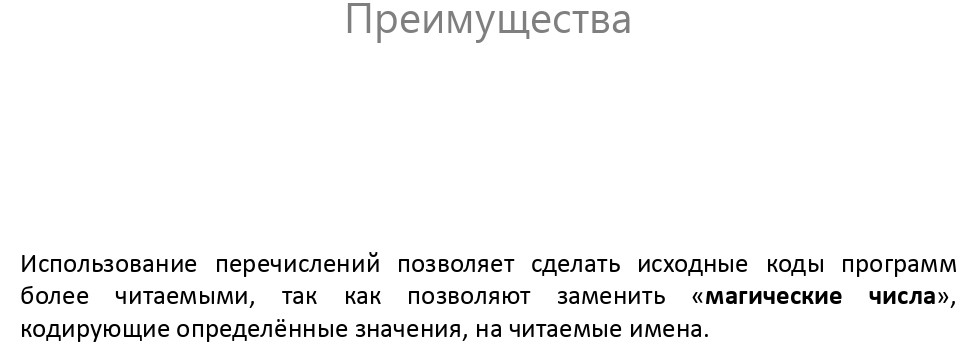 Преимущества
Использование перечислений позволяет сделать исходные коды программ
более читаемыми, так как позволяют заменить «магические числа»,
кодирующие определённые значения, на читаемые имена.